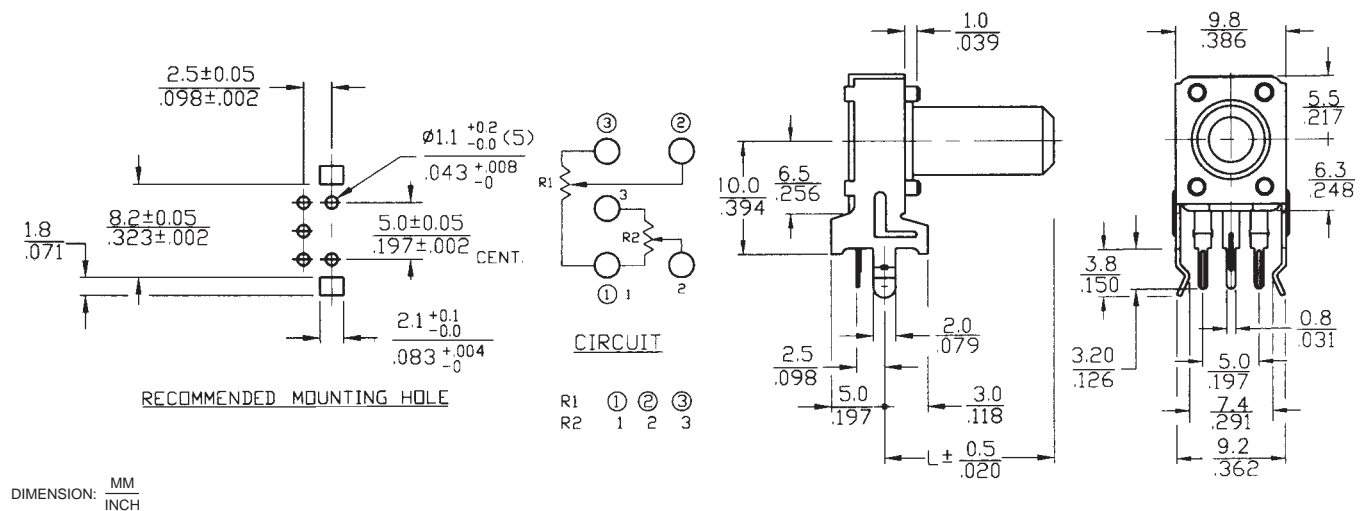 2.5±0.05
.098±.002
Ø1.1 +0.2 -0.0 (5)
.043 +.008 -0
8.2±0.05
.323±.002
1.8
.071
5.0±0.05
.197±.002
CENT.
2.1 +0.1 -0.0
.083 +.004 -0
RECOMMENDED MOUNTING HOLE
③ ②
R1
3
R2
① 1 2
CIRCUIT
R1 ① ② ③
R2 1 2 3
1.0
.039
10.0
.394
6.5
.256
2.0
.079
2.5
.098
5.0
.197
3.0
.118
L± 0.5
.020
9.8
.386
5.5
.217
6.3
.248
3.8
.150
3.20
.126
0.8
.031
5.0
.197
7.4
.291
9.2
.362
DIMENSION: MM
INCH